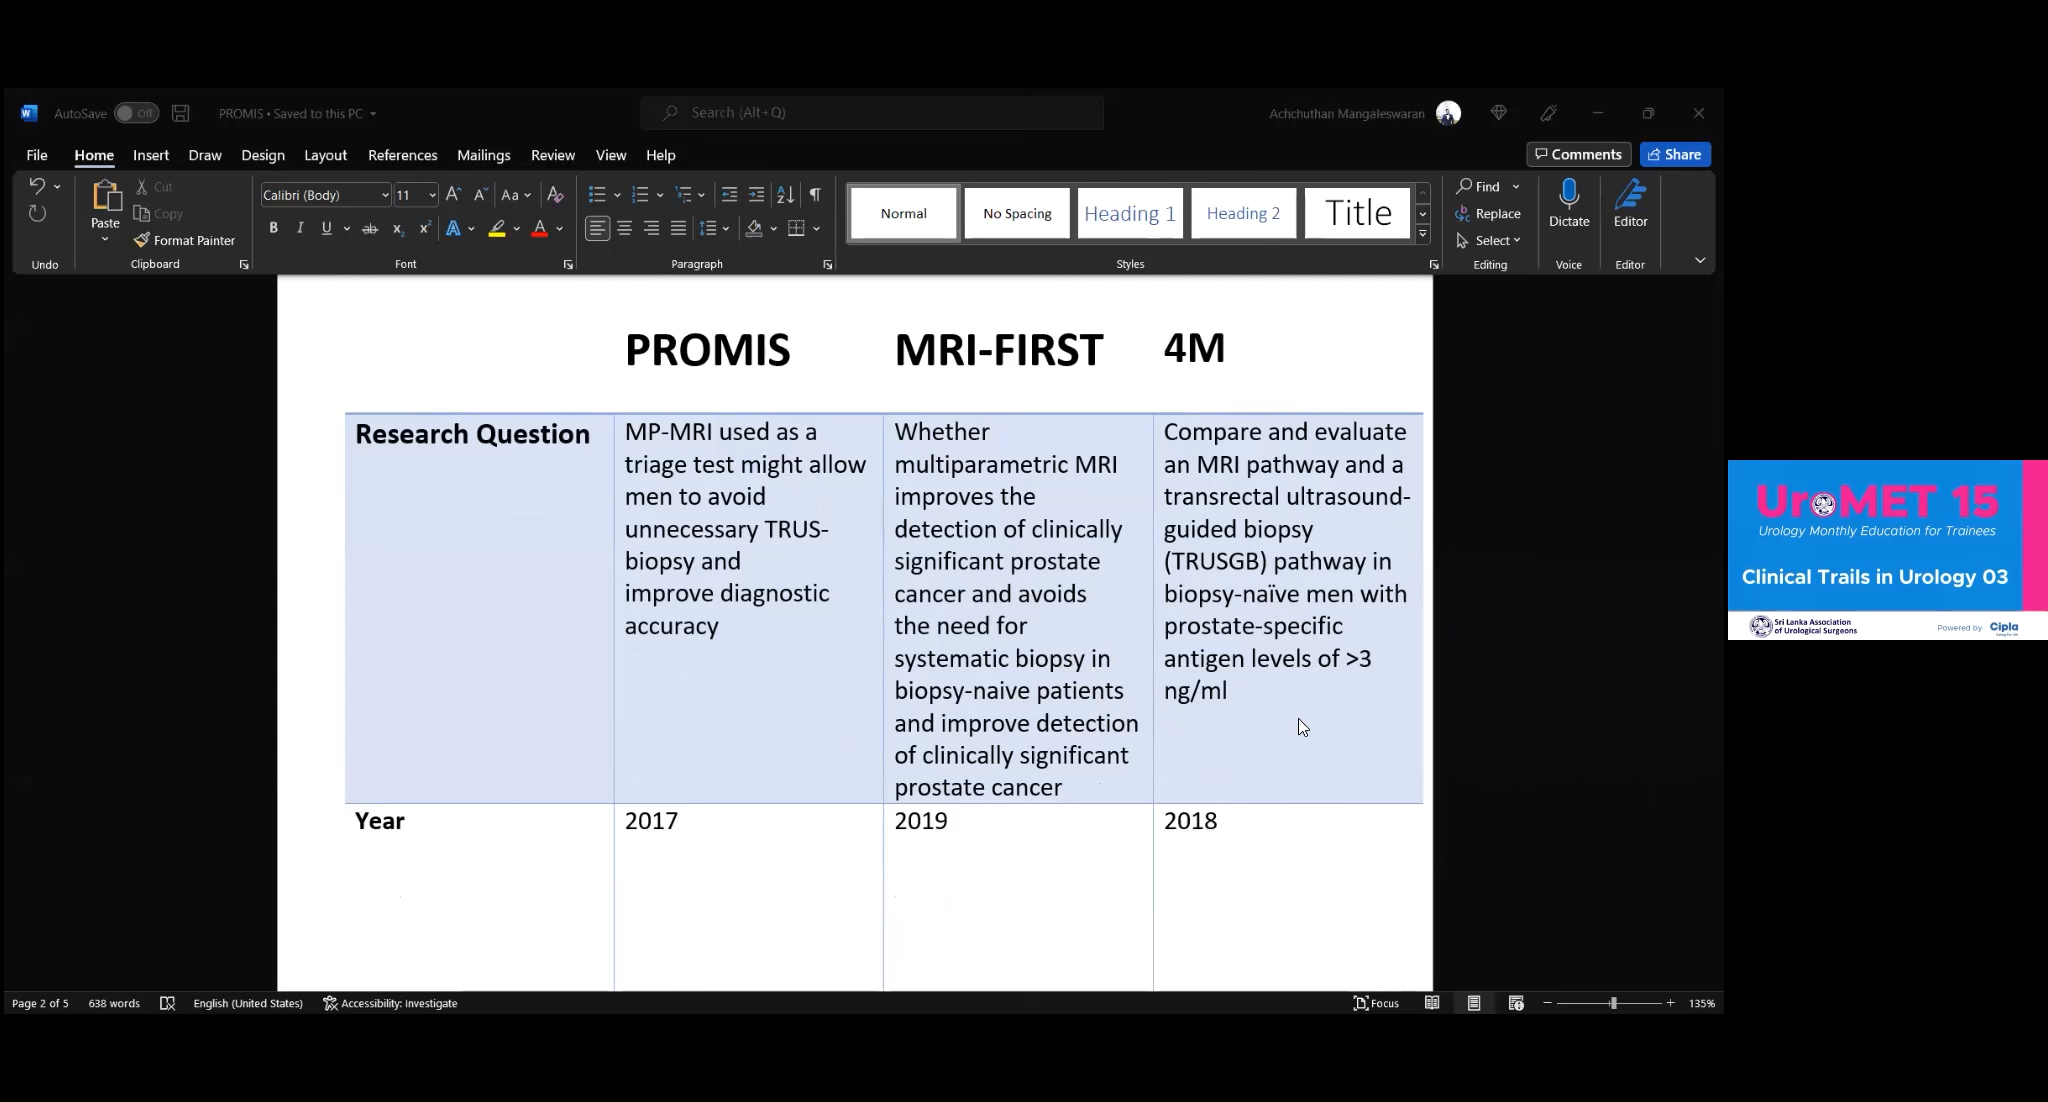 AutoSave Off PROMIS • Saved to this PC Search (Alt+Q) Achchuthan Mangaleswaran
File Home Insert Draw Design Layout References Mailings Review View Help Comments Share
Undo
Paste
Cut
Copy
Format Painter
Clipboard
Calibri (Body) 11
Font
Paragraph
Normal No Spacing Heading 1 Heading 2 Title
Styles
Find
Replace
Select
Editing
Dictate
Voice
Editor
Editor
PROMIS MRI-FIRST 4M
Research Question
MP-MRI used as a
triage test might allow
men to avoid
unnecessary TRUS-
biopsy and
improve diagnostic
accuracy
Whether
multiparametric MRI
improves the
detection of clinically
significant prostate
cancer and avoids
the need for
systematic biopsy in
biopsy-naive patients
and improve detection
of clinically significant
prostate cancer
Compare and evaluate
an MRI pathway and a
transrectal ultrasound-
guided biopsy
(TRUSGB) pathway in
biopsy-naïve men with
prostate-specific
antigen levels of >3
ng/ml
Year 2017 2019 2018
Page 2 of 5 638 words English (United States) Accessibility: Investigate Focus 135%
UroMET 15
Urology Monthly Education for Trainees
Clinical Trails in Urology 03
Sri Lanka Association
of Urological Surgeons
Powered by Cipla